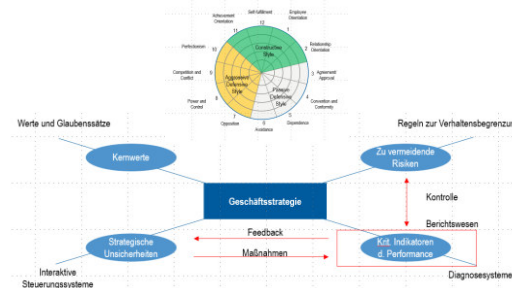 Self-fulfillment
Achievement
Orientation
Employee
Orientation
12
11
1
Perfectionism
10
2
Relationship
Orientation
Constructive
Style
Competition and
Conflict
9
3
Agreement/
Approval
Aggressive/
Defensive
Style
Passive
Defensive
Style
Power and
Control
8
4
Convention and
Conformity
7
5
Opposition
6
Dependence
Avoidance
Werte und Glaubenssätze
Regeln zur Verhaltensbegrenzung
Kernwerte
Zu vermeidende
Risiken
Geschäftsstrategie
Kontrolle
Berichtswesen
Feedback
Strategische
Unsicherheiten
Krit. Indikatoren
d. Performance
Maßnahmen
Interaktive
Steuerungssysteme
Diagnosesysteme